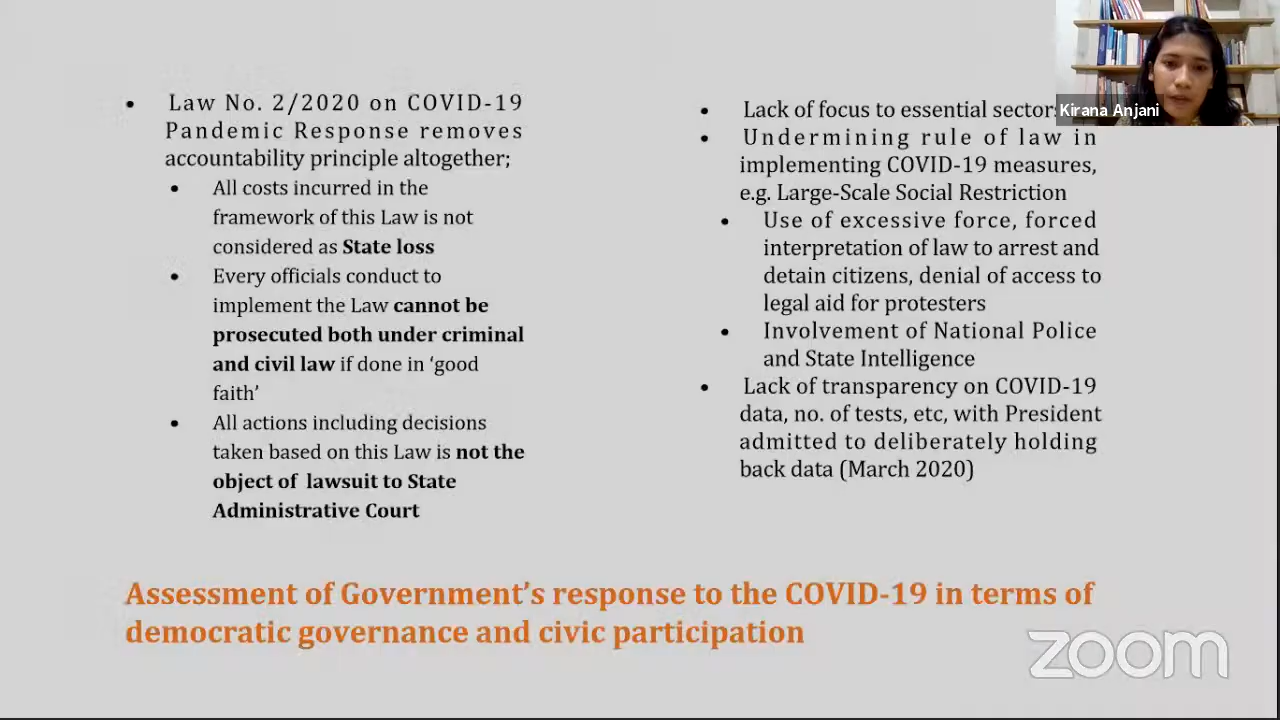 • Law No. 2/2020 on COVID-19
Pandemic Response removes
accountability principle altogether;
• All costs incurred in the
framework of this Law is not
considered as State loss
• Every officials conduct to
implement the Law cannot be
prosecuted both under criminal
and civil law if done in ‘good
faith’
• All actions including decisions
taken based on this Law is not the
object of lawsuit to State
Administrative Court
• Lack of focus to essential sectors
• Undermining rule of law in
implementing COVID-19 measures,
e.g. Large-Scale Social Restriction
• Use of excessive force, forced
interpretation of law to arrest and
detain citizens, denial of access to
legal aid for protesters
• Involvement of National Police
and State Intelligence
• Lack of transparency on COVID-19
data, no. of tests, etc, with President
admitted to deliberately holding
back data (March 2020)
Kirana Anjani
Assessment of Government’s response to the COVID-19 in terms of
democratic governance and civic participation
zoom